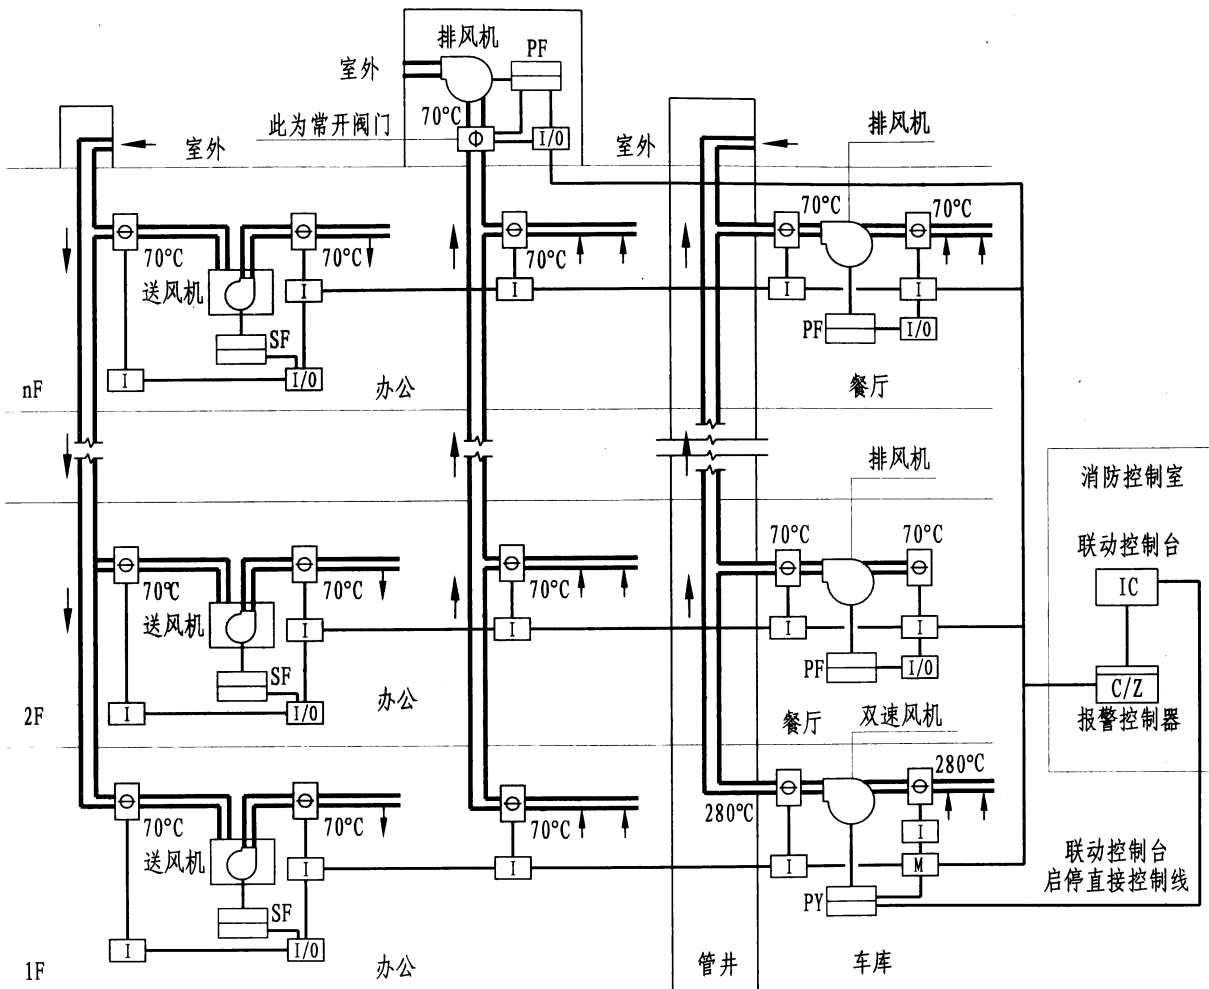 排风机
PF
室外
70°C
此为常开阀门
Φ
I/O
排风机
室外
室外
70°C
70°C
70°C
70°C
70°C
送风机
I
I
I
I
SF
PF
I/O
I
I/O
办公
餐厅
nF
排风机
消防控制室
70°C
70°C
联动控制台
70°C
70°C
70°C
IC
送风机
I
I
I
I
SF
PF
I/O
C/Z
I
I/O
办公
2F
餐厅
双速风机
报警控制器
280°C
280°C
70°C
70°C
70°C
I
送风机
I
I
I
M
联动控制台
启停直接控制线
SF
PY
I
I/O
1F
办公
管井
车库